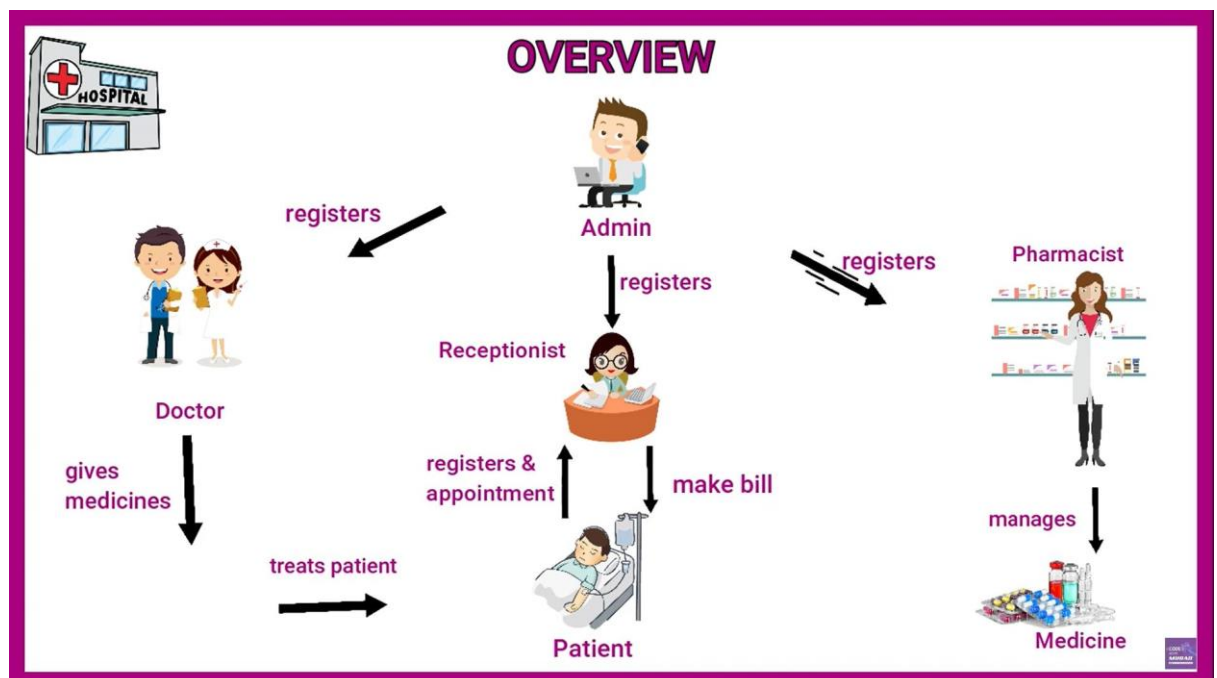 OVERVIEW
HOSPITAL
Admin
registers
registers
registers
Pharmacist
Receptionist
Doctor
gives
medicines
registers &
appointment
make bill
manages
treats patient
Patient
Medicine